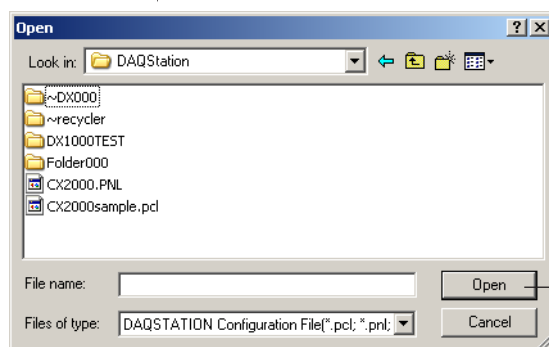 Open
Look in: DAQStation
~DX000
~recycler
DX1000TEST
Folder000
CX2000.PNL
CX2000sample.pcl
File name: Open
Files of type: DAQSTATION Configuration File(*.pcl; *.pnl; Cancel